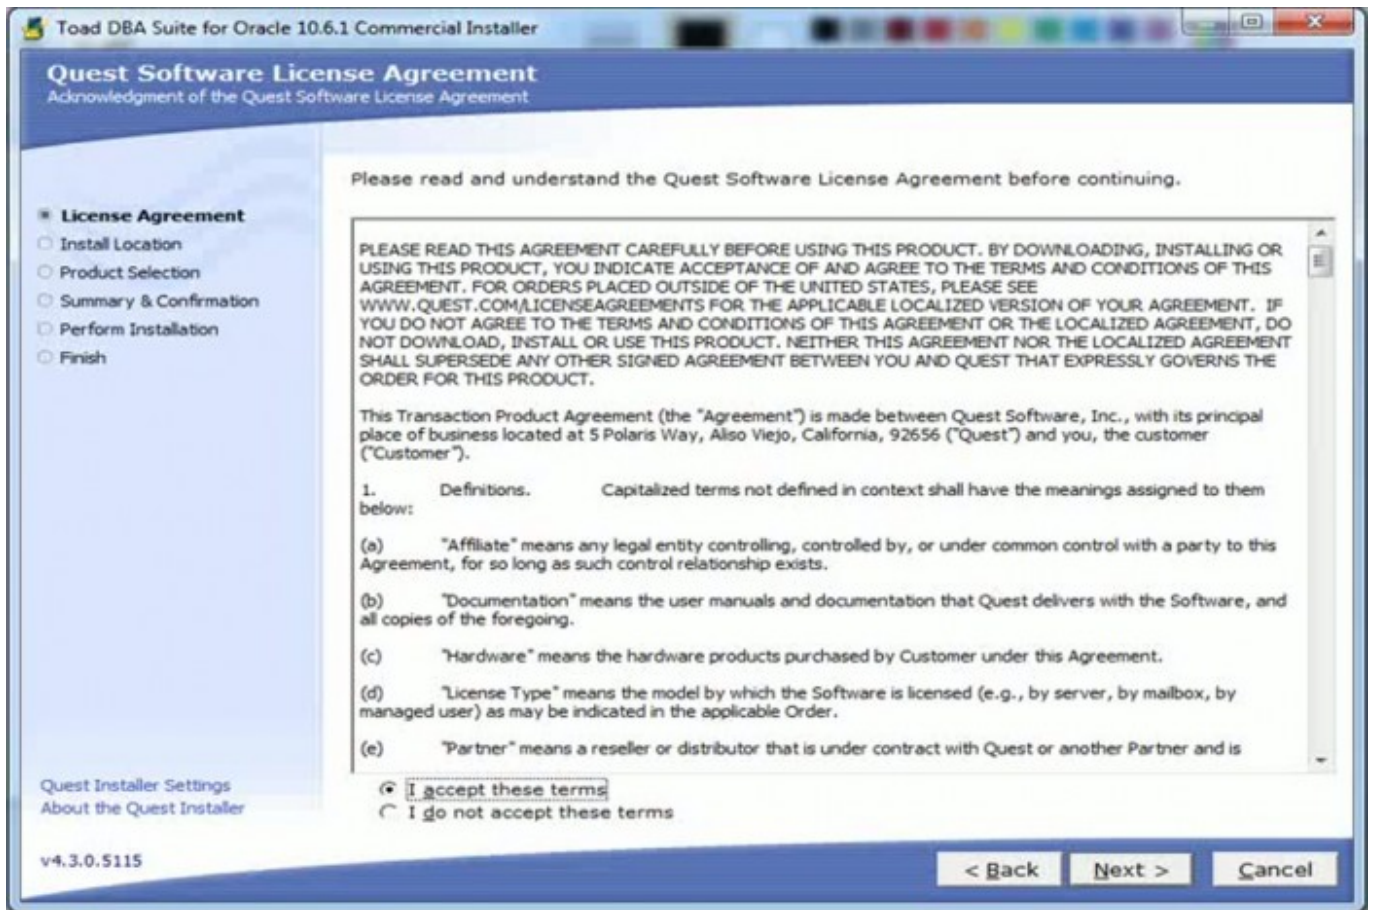 Toad DBA Suite for Oracle 10.6.1 Commercial Installer
Quest Software License Agreement
Acknowledgment of the Quest Software License Agreement
License Agreement
Install Location
Product Selection
Summary & Confirmation
Perform Installation
Finish
Please read and understand the Quest Software License Agreement before continuing.
PLEASE READ THIS AGREEMENT CAREFULLY BEFORE USING THIS PRODUCT. BY DOWNLOADING, INSTALLING OR
USING THIS PRODUCT, YOU INDICATE ACCEPTANCE OF AND AGREE TO THE TERMS AND CONDITIONS OF THIS
AGREEMENT. FOR ORDERS PLACED OUTSIDE OF THE UNITED STATES, PLEASE SEE
WWW.QUEST.COM/LICENSEAGREEMENTS FOR THE APPLICABLE LOCALIZED VERSION OF YOUR AGREEMENT. IF
YOU DO NOT AGREE TO THE TERMS AND CONDITIONS OF THIS AGREEMENT OR THE LOCALIZED AGREEMENT, DO
NOT DOWNLOAD, INSTALL OR USE THIS PRODUCT. NEITHER THIS AGREEMENT NOR THE LOCALIZED AGREEMENT
SHALL SUPERSEDE ANY OTHER SIGNED AGREEMENT BETWEEN YOU AND QUEST THAT EXPRESSLY GOVERNS THE
ORDER FOR THIS PRODUCT.
This Transaction Product Agreement (the "Agreement") is made between Quest Software, Inc., with its principal
place of business located at 5 Polaris Way, Aliso Viejo, California, 92656 ("Quest") and you, the customer
("Customer").
1. Definitions. Capitalized terms not defined in context shall have the meanings assigned to them
below:
(a) "Affiliate" means any legal entity controlling, controlled by, or under common control with a party to this
Agreement, for so long as such control relationship exists.
(b) "Documentation" means the user manuals and documentation that Quest delivers with the Software, and
all copies of the foregoing.
(c) "Hardware" means the hardware products purchased by Customer under this Agreement.
(d) "License Type" means the model by which the Software is licensed (e.g., by server, by mailbox, by
managed user) as may be indicated in the applicable Order.
(e) "Partner" means a reseller or distributor that is under contract with Quest or another Partner and is
I accept these terms
I do not accept these terms
Quest Installer Settings
About the Quest Installer
v4.3.0.5115
< Back
Next >
Cancel